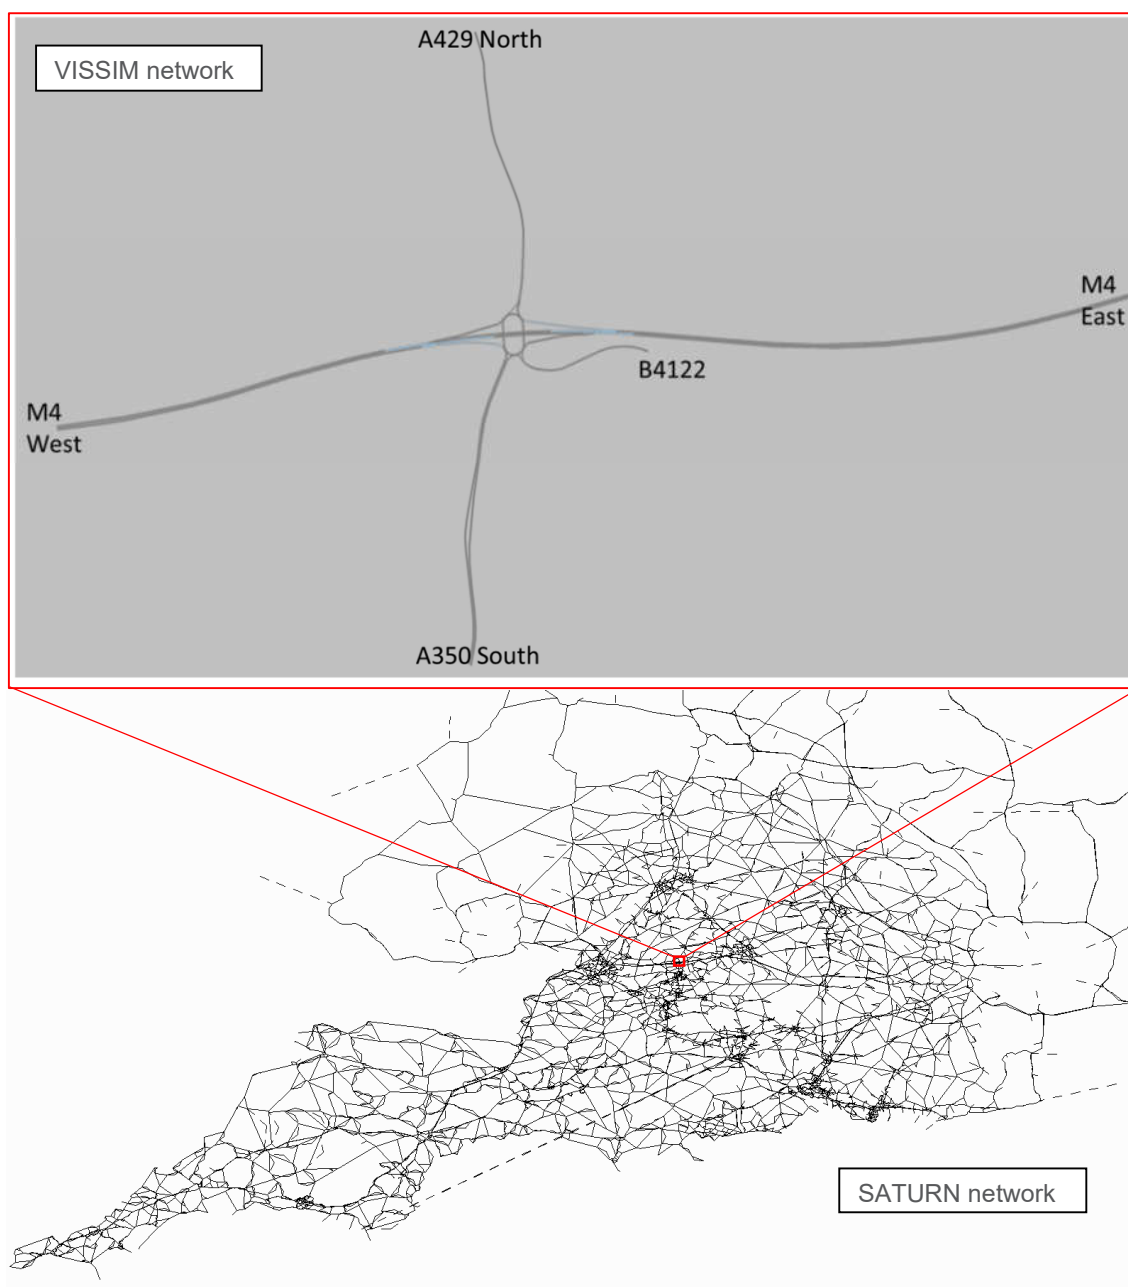 VISSIM network
A429 North
M4
East
B4122
M4
West
A350 South
SATURN network